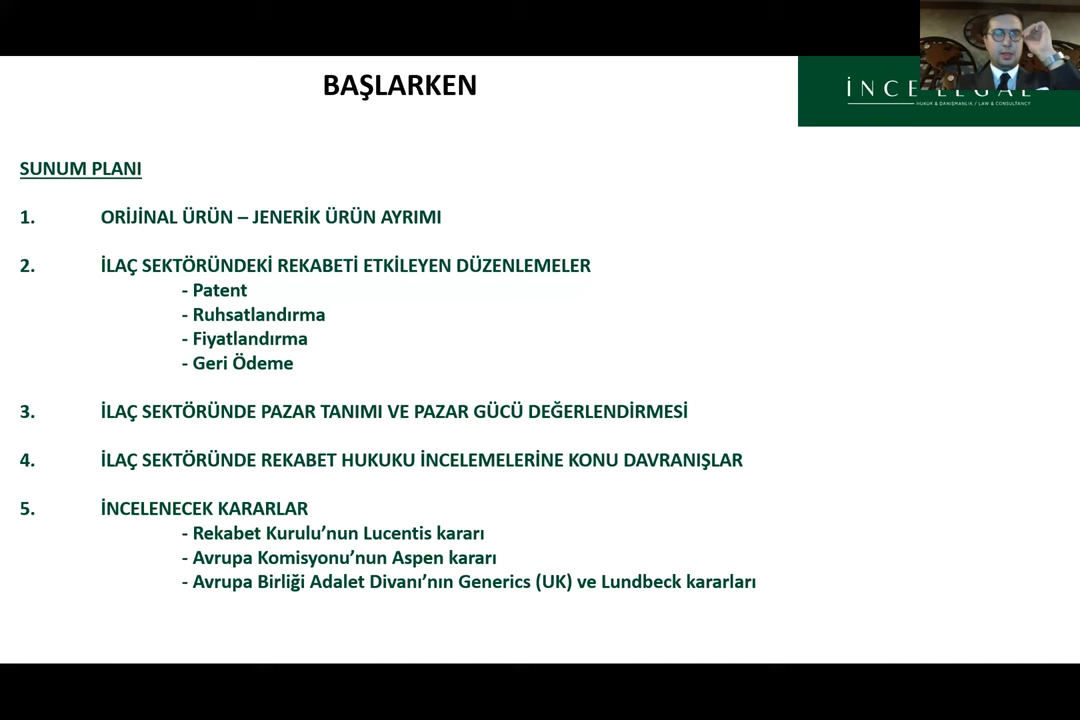 BAŞLARKEN
İNCE LEGAL
HUKUK & DANIŞMANLIK / LAW & CONSULTANCY
SUNUM PLANI
1. ORİJİNAL ÜRÜN – JENERİK ÜRÜN AYRIMI
2. İLAÇ SEKTÖRÜNDEKİ REKABETİ ETKİLEYEN DÜZENLEMELER
- Patent
- Ruhsatlandırma
- Fiyatlandırma
- Geri Ödeme
3. İLAÇ SEKTÖRÜNDE PAZAR TANIMI VE PAZAR GÜCÜ DEĞERLENDİRMESİ
4. İLAÇ SEKTÖRÜNDE REKABET HUKUKU İNCELEMELERİNE KONU DAVRANIŞLAR
5. İNCELENECEK KARARLAR
- Rekabet Kurulu’nun Lucentis kararı
- Avrupa Komisyonu’nun Aspen kararı
- Avrupa Birliği Adalet Divanı’nın Generics (UK) ve Lundbeck kararları